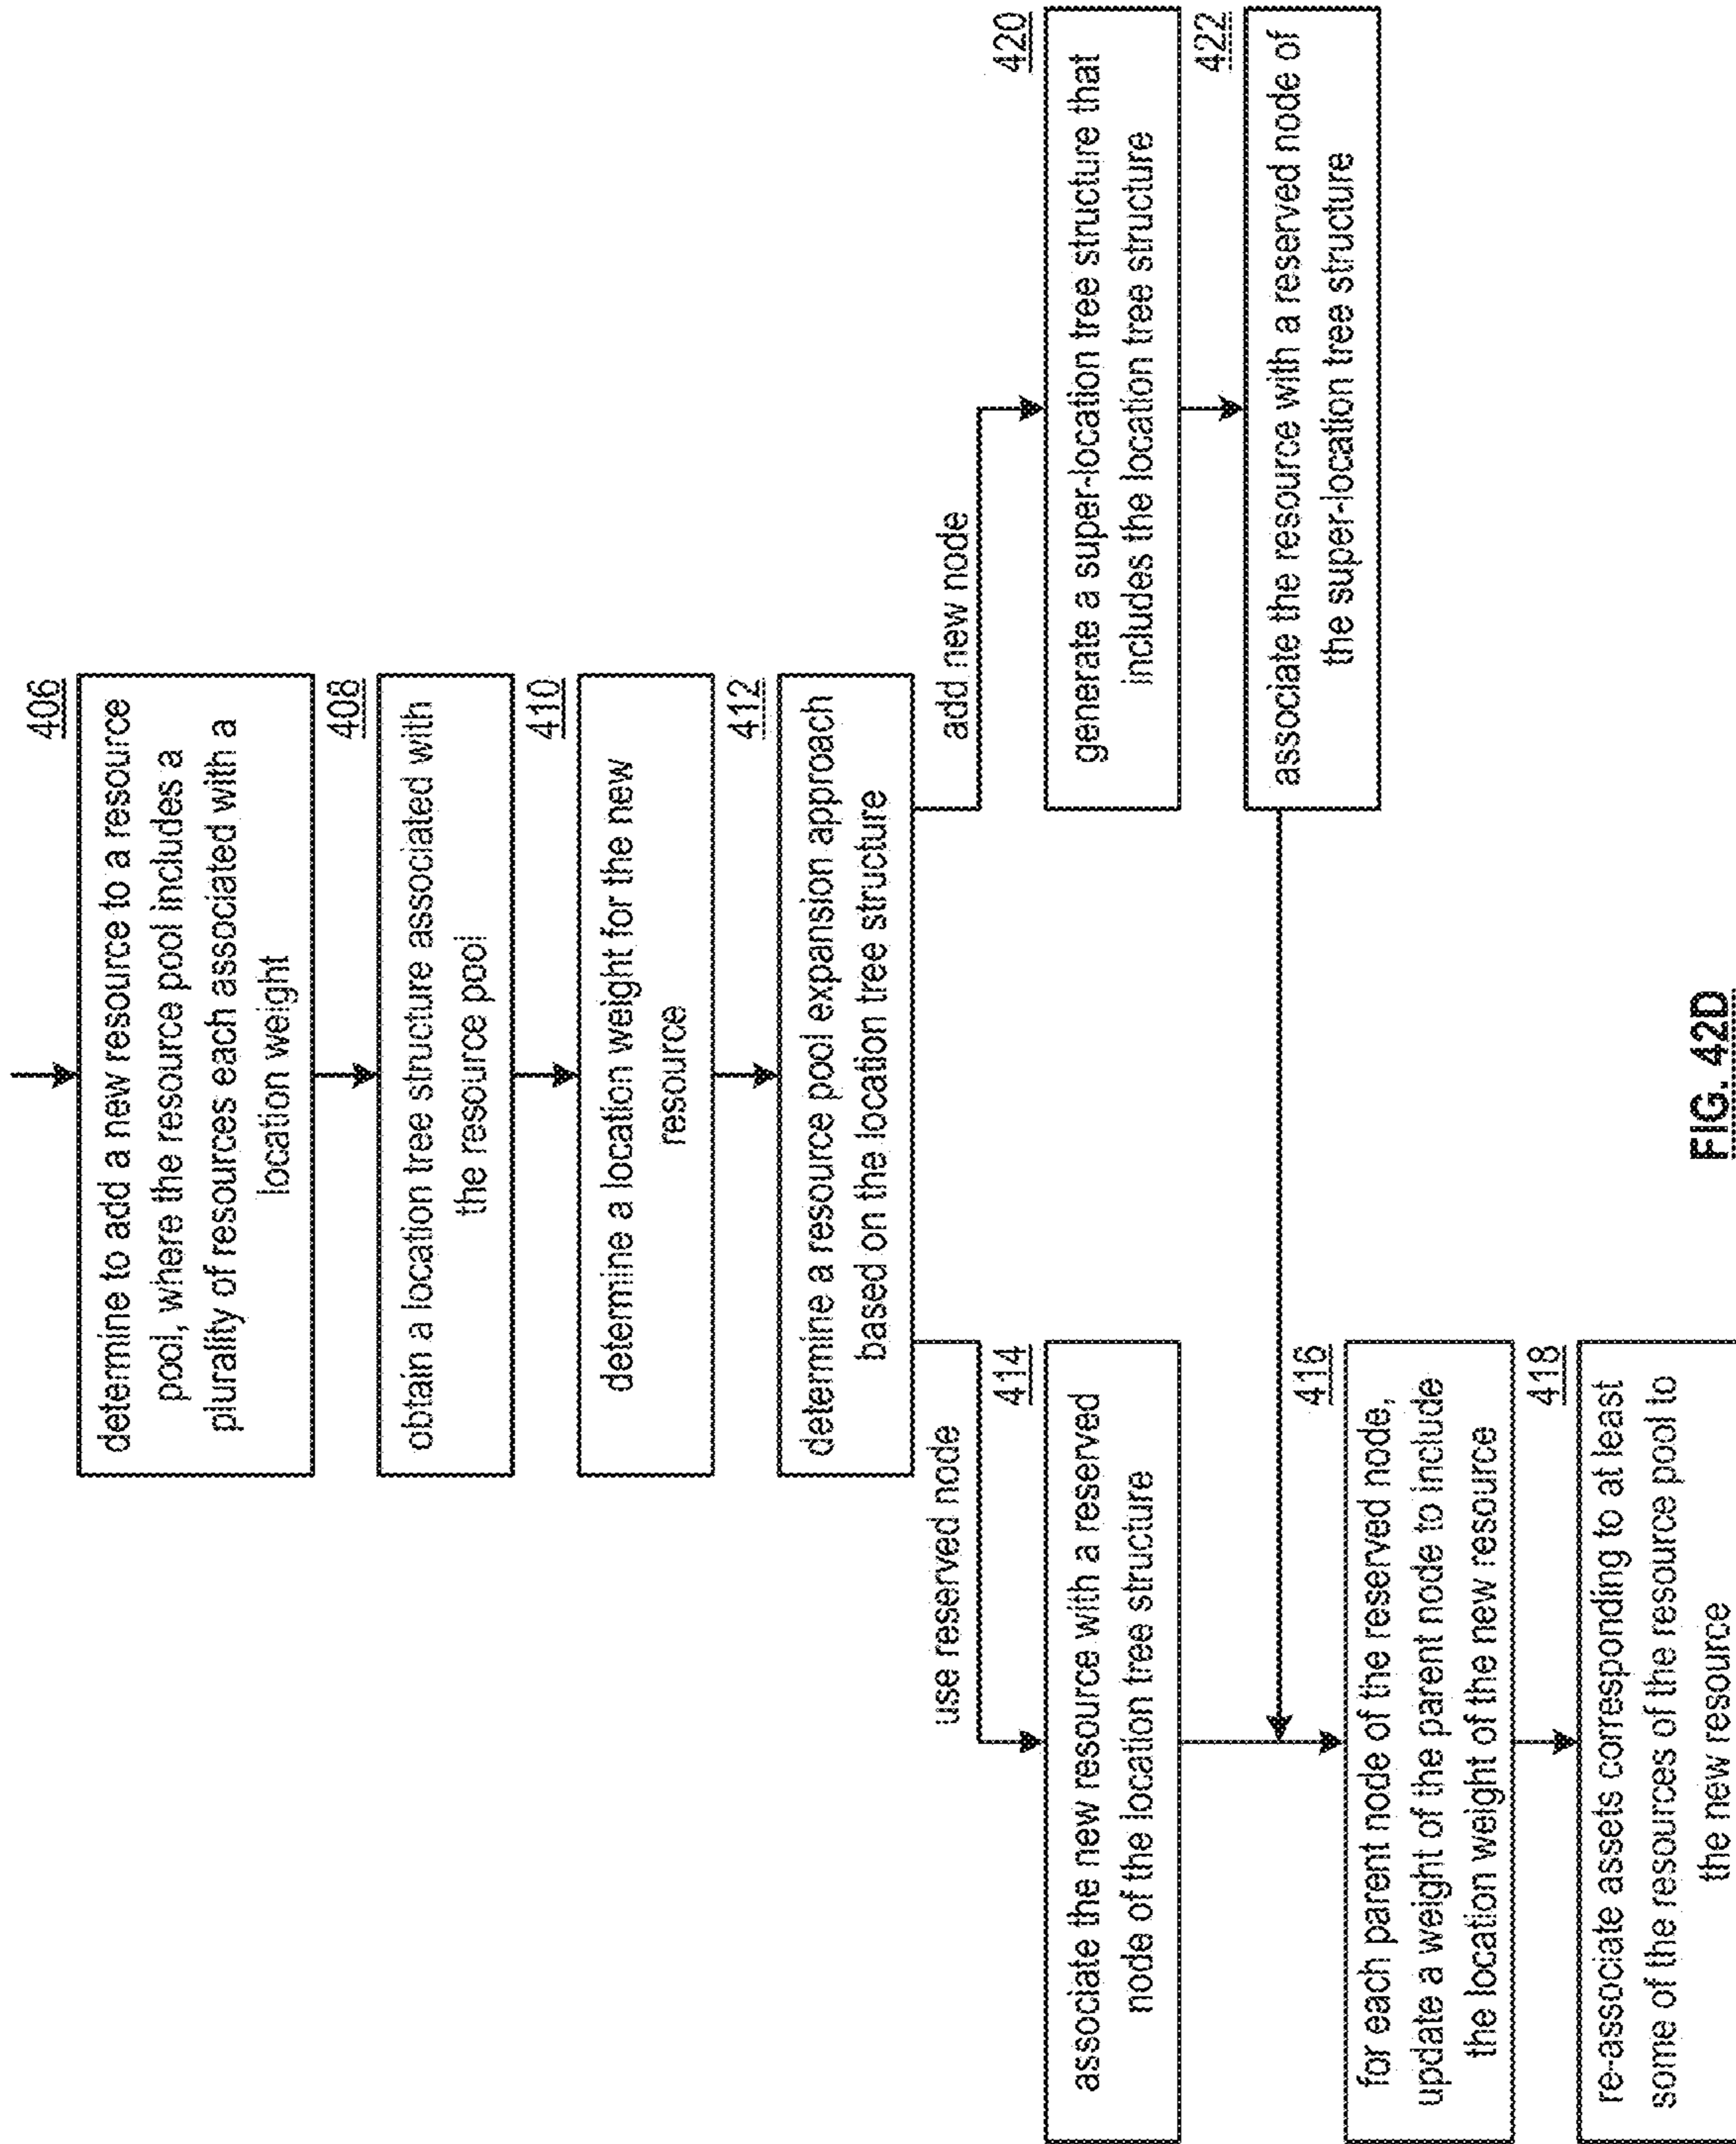 406
determine to add a new resource to a resource
pool, where the resource pool includes a
plurality of resources each associated with a
location weight
408
obtain a location tree structure associated with
the resource pool
410
determine a location weight for the new
resource
412
determine a resource pool expansion approach
based on the location tree structure
use reserved node
add new node
414
associate the new resource with a reserved
node of the location tree structure
420
generate a super-location tree structure that
includes the location tree structure
422
associate the resource with a reserved node of
the super-location tree structure
416
for each parent node of the reserved node,
update a weight of the parent node to include
the location weight of the new resource
418
re-associate assets corresponding to at least
some of the resources of the resource pool to
the new resource
FIG. 42D